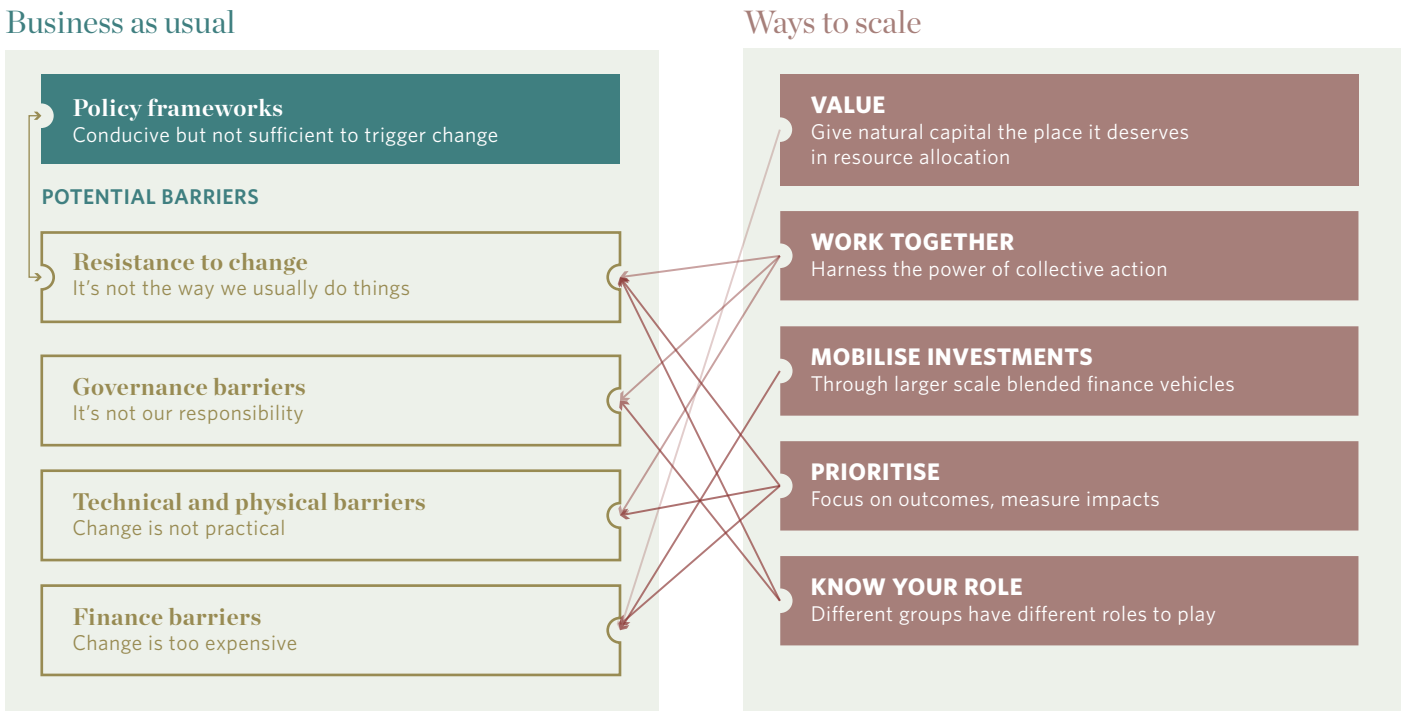 Business as usual
Policy frameworks
Conducive but not sufficient to trigger change
POTENTIAL BARRIERS
Resistance to change
It's not the way we usually do things
Governance barriers
It's not our responsibility
Technical and physical barriers
Change is not practical
Finance barriers
Change is too expensive
Ways to scale
VALUE
Give natural capital the place it deserves
in resource allocation
WORK TOGETHER
Harness the power of collective action
MOBILISE INVESTMENTS
Through larger scale blended finance vehicles
PRIORITISE
Focus on outcomes, measure impacts
KNOW YOUR ROLE
Different groups have different roles to play